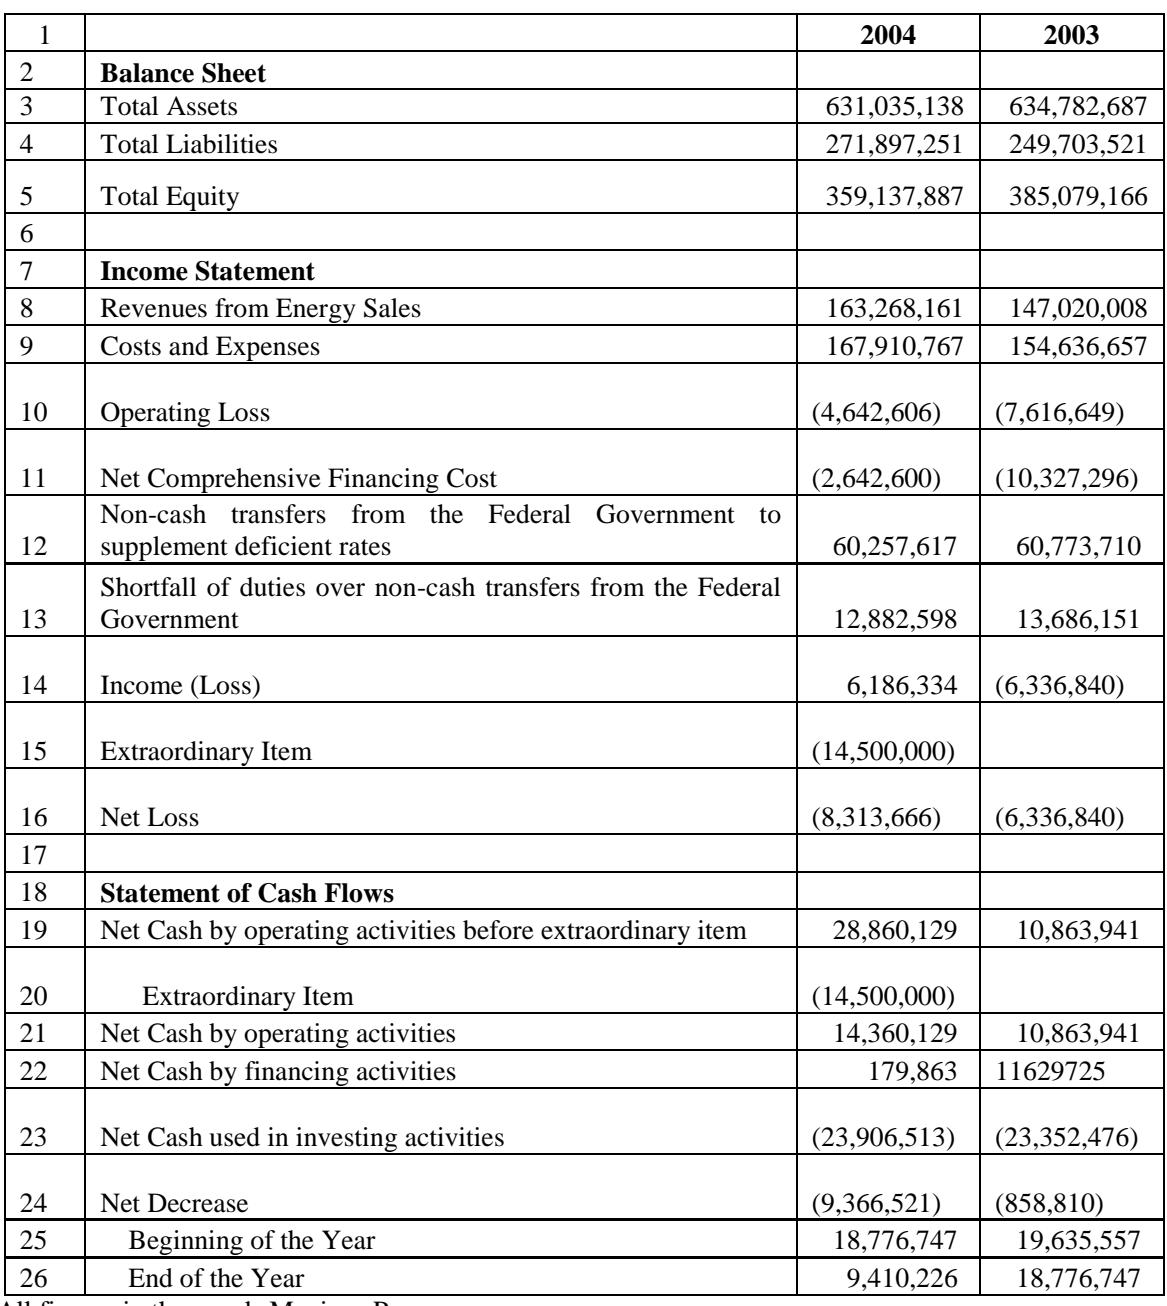 1 2004 2003
2 Balance Sheet
3 Total Assets 631,035,138 634,782,687
4 Total Liabilities 271,897,251 249,703,521
5 Total Equity 359,137,887 385,079,166
6
7 Income Statement
8 Revenues from Energy Sales 163,268,161 147,020,008
9 Costs and Expenses 167,910,767 154,636,657
10 Operating Loss (4,642,606) (7,616,649)
11 Net Comprehensive Financing Cost (2,642,600) (10,327,296)
Non-cash transfers from the Federal Government to
12 supplement deficient rates 60,257,617 60,773,710
Shortfall of duties over non-cash transfers from the Federal
13 Government 12,882,598 13,686,151
14 Income (Loss) 6,186,334 (6,336,840)
15 Extraordinary Item (14,500,000)
16 Net Loss (8,313,666) (6,336,840)
17
18 Statement of Cash Flows
19 Net Cash by operating activities before extraordinary item 28,860,129 10,863,941
20 Extraordinary Item (14,500,000)
21 Net Cash by operating activities 14,360,129 10,863,941
22 Net Cash by financing activities 179,863 11629725
23 Net Cash used in investing activities (23,906,513) (23,352,476)
24 Net Decrease (9,366,521) (858,810)
25 Beginning of the Year 18,776,747 19,635,557
26 End of the Year 9,410,226 18,776,747